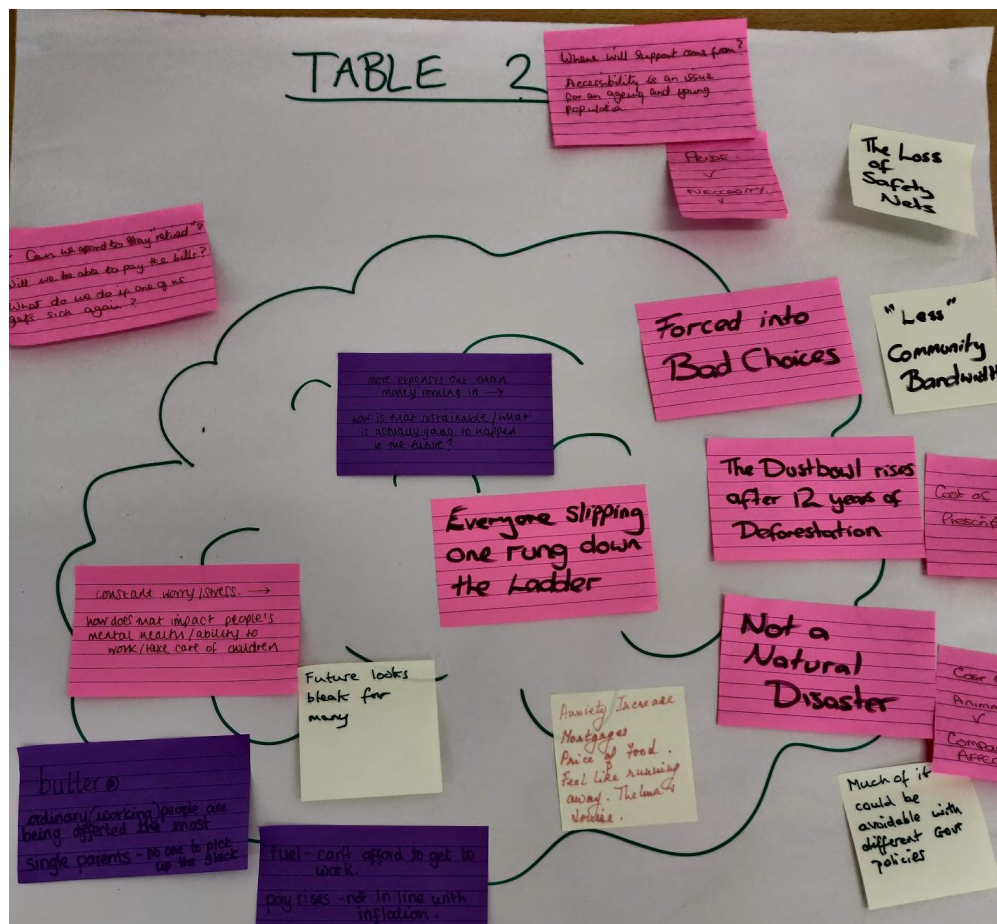 TABLE 2
Where will support come from?
Accessibility is an issue
for an ageing and young
population
PRIDE
v
NECESSITY
The Loss
of
Safety
Nets
- Can we afford to stay "retired"?
Will we be able to pay the bills?
What do we do if one of us
gets sick again?
Forced into
Bad Choices
"Less"
Community
Bandwidth
more expenses out than
money coming in →
how is that sustainable/what
is actually going to happen
in the future?
The Dustbowl rises
after 12 years of
Deforestation
Cost of
Everyone slipping
one rung down
the Ladder
constant worry/stress. →
how does that impact people's
mental health/ability to
work/take care of children
Not a
Natural
Disaster
Future looks
bleak for
many
Anxiety Increase
Mortgages
Price of Food.
Feel like running
away. Thelma &
Louise.
butter
ordinary (working) people are
being affected the most
single parents - no one to pick
up the slack
Fuel - can't afford to get to
work.
pay rises - not in line with
inflation.
Much of it
could be
avoidable with
different Govt
policies